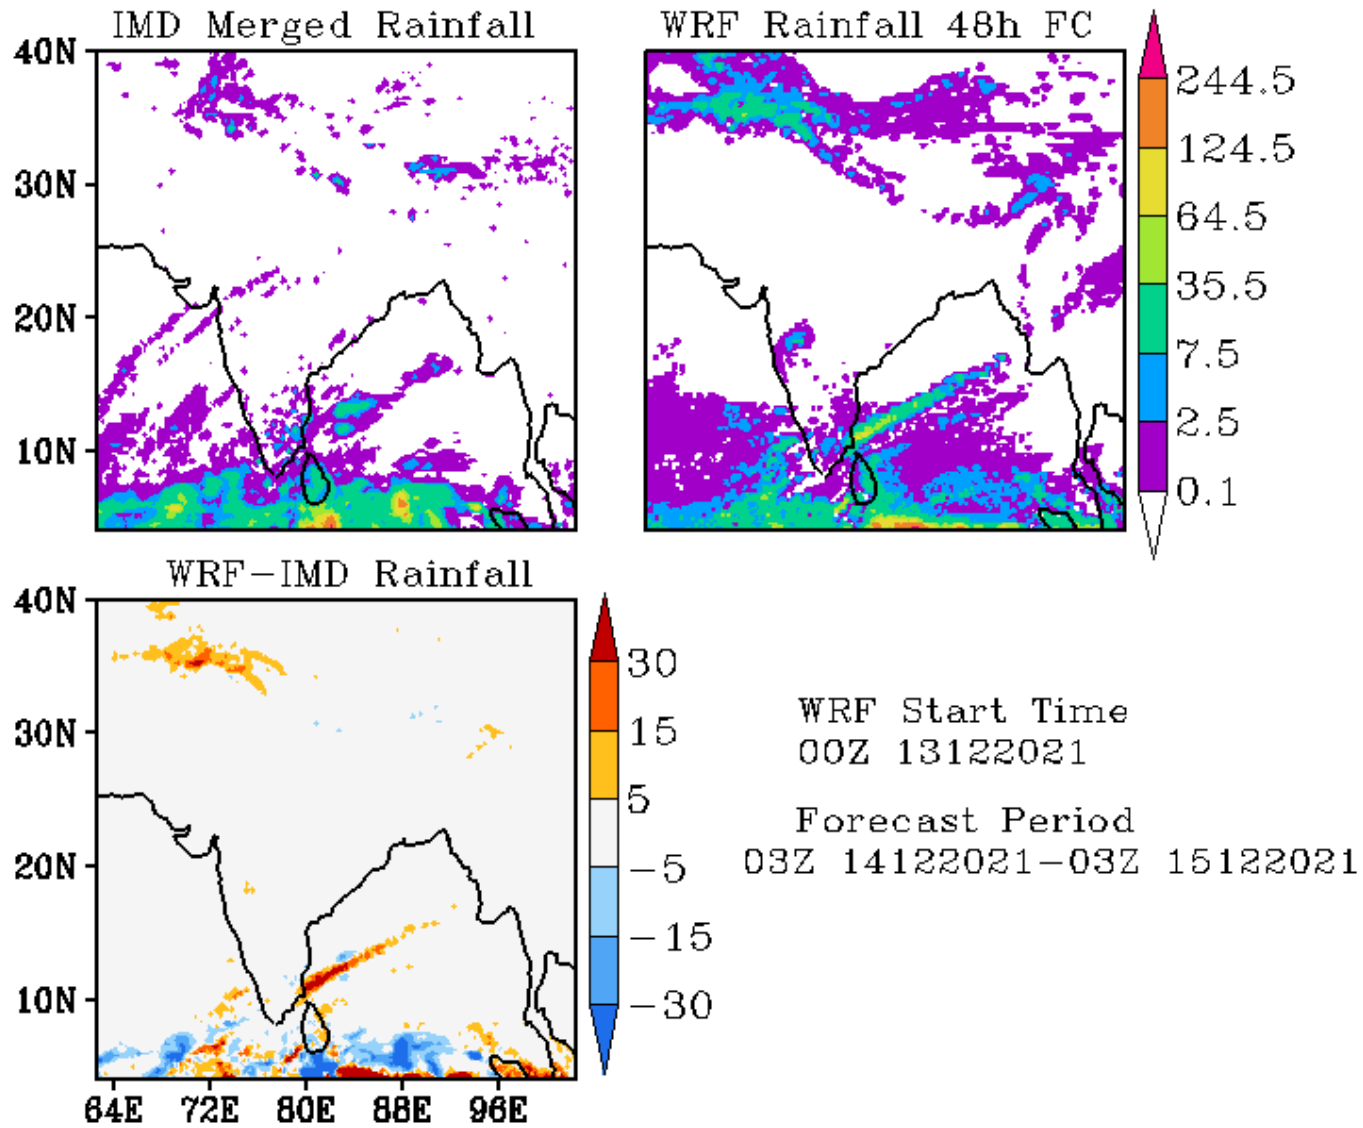 IMD Merged Rainfall
WRF Rainfall 48h FC
40N
30N
20N
10N
244.5
124.5
64.5
35.5
7.5
2.5
0.1
WRF-IMD Rainfall
40N
30N
20N
10N
64E 72E 80E 88E 96E
30
15
5
-5
-15
-30
WRF Start Time
00Z 13122021
Forecast Period
03Z 14122021-03Z 15122021